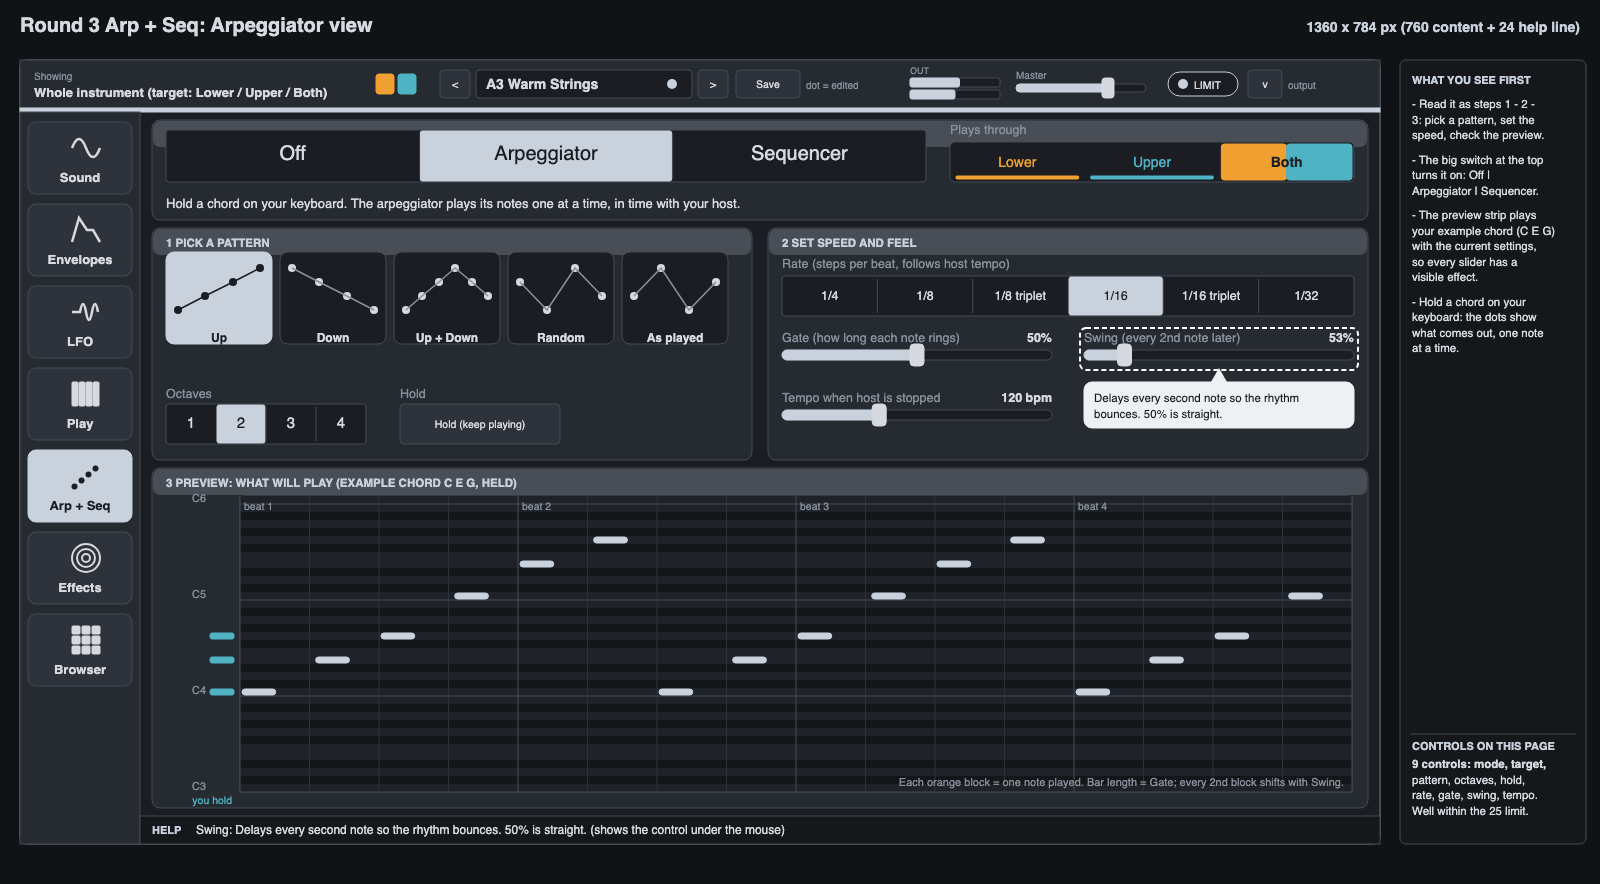 Round 3 Arp + Seq: Arpeggiator view
1360 x 784 px (760 content + 24 help line)
Showing
Whole instrument (target: Lower / Upper / Both)
<
A3 Warm Strings
>
Save
dot = edited
OUT
Master
LIMIT
v
output
Sound
Envelopes
LFO
Play
Arp + Seq
Effects
Browser
Off
Arpeggiator
Sequencer
Plays through
Lower
Upper
Both
Hold a chord on your keyboard. The arpeggiator plays its notes one at a time, in time with your host.
1 PICK A PATTERN
Up
Down
Up + Down
Random
As played
Octaves
1
2
3
4
Hold
Hold (keep playing)
2 SET SPEED AND FEEL
Rate (steps per beat, follows host tempo)
1/4
1/8
1/8 triplet
1/16
1/16 triplet
1/32
Gate (how long each note rings)
50%
Swing (every 2nd note later)
53%
Tempo when host is stopped
120 bpm
Delays every second note so the rhythm
bounces. 50% is straight.
3 PREVIEW: WHAT WILL PLAY (EXAMPLE CHORD C E G, HELD)
C6
beat 1
beat 2
beat 3
beat 4
C5
C4
C3
you hold
Each orange block = one note played. Bar length = Gate; every 2nd block shifts with Swing.
HELP
Swing: Delays every second note so the rhythm bounces. 50% is straight. (shows the control under the mouse)
WHAT YOU SEE FIRST
- Read it as steps 1 - 2 -
3: pick a pattern, set the
speed, check the preview.
- The big switch at the top
turns it on: Off |
Arpeggiator | Sequencer.
- The preview strip plays
your example chord (C E G)
with the current settings,
so every slider has a
visible effect.
- Hold a chord on your
keyboard: the dots show
what comes out, one note
at a time.
CONTROLS ON THIS PAGE
9 controls: mode, target,
pattern, octaves, hold,
rate, gate, swing, tempo.
Well within the 25 limit.